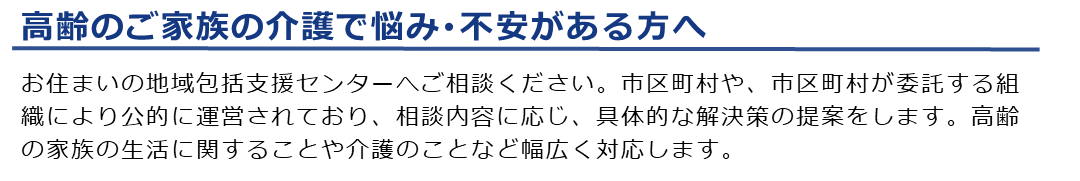 高齢のご家族の介護で悩み・不安がある方へ
お住まいの地域包括支援センターへご相談ください。市区町村や、市区町村が委託する組
織により公的に運営されており、相談内容に応じ、具体的な解決策の提案をします。高齢
の家族の生活に関することや介護のことなど幅広く対応します。